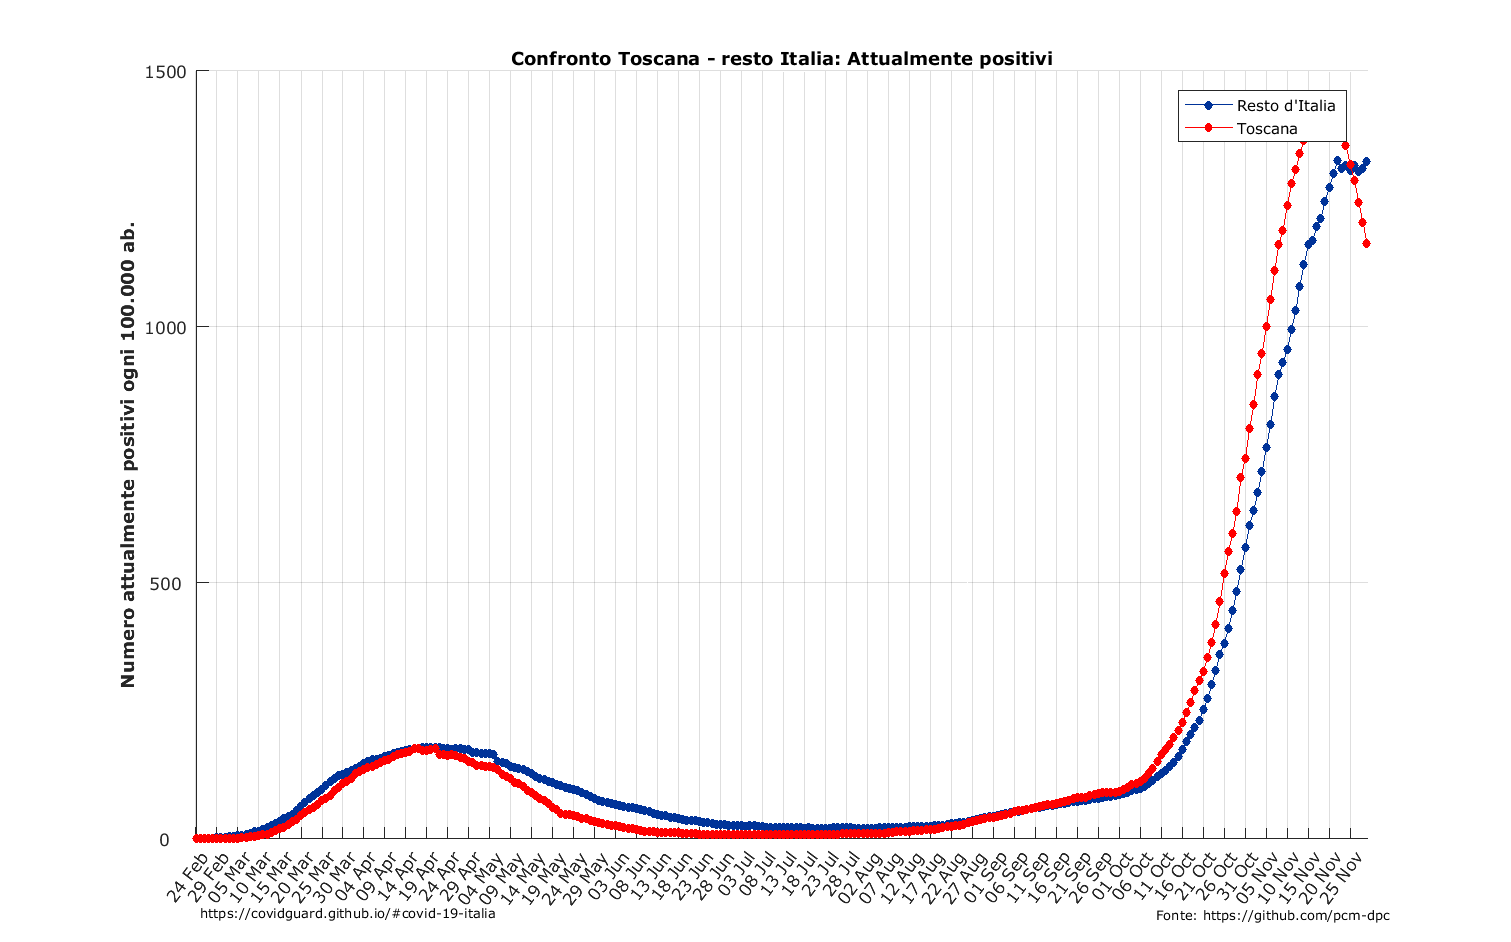 Confronto Toscana - resto Italia: Attualmente positivi
1500
Resto d'Italia
Toscana
1000
500
0
Numero attualmente positivi ogni 100.000 ab.
24 Feb
29 Feb
05 Mar
10 Mar
15 Mar
20 Mar
25 Mar
30 Mar
04 Apr
09 Apr
14 Apr
19 Apr
24 Apr
29 Apr
04 May
09 May
14 May
19 May
24 May
29 May
03 Jun
08 Jun
13 Jun
18 Jun
23 Jun
28 Jun
03 Jul
08 Jul
13 Jul
18 Jul
23 Jul
28 Jul
02 Aug
07 Aug
12 Aug
17 Aug
22 Aug
27 Aug
01 Sep
06 Sep
11 Sep
16 Sep
21 Sep
26 Sep
01 Oct
06 Oct
11 Oct
16 Oct
21 Oct
26 Oct
31 Oct
05 Nov
10 Nov
15 Nov
20 Nov
25 Nov
https://covidguard.github.io/#covid-19-italia
Fonte: https://github.com/pcm-dpc